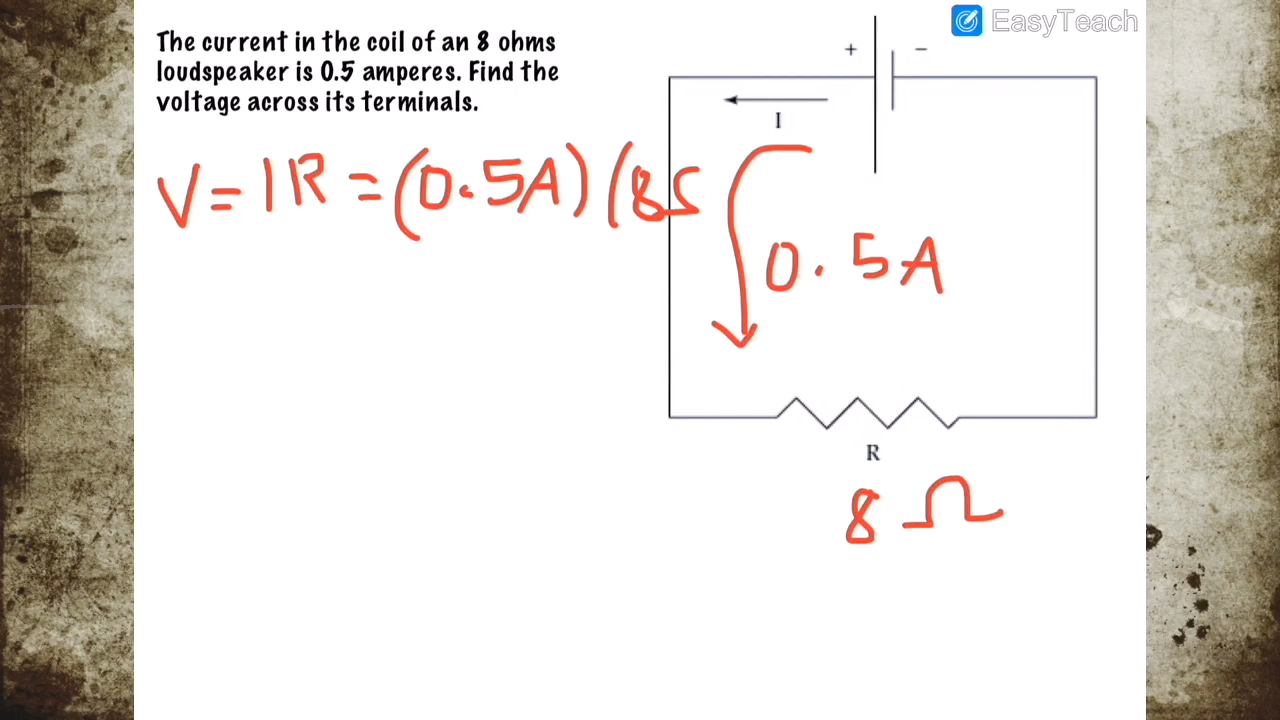 EasyTeach
The current in the coil of an 8 ohms
loudspeaker is 0.5 amperes. Find the
voltage across its terminals.
+ −
I
V = IR = (0.5A) (8
0.5A
R
8 Ω